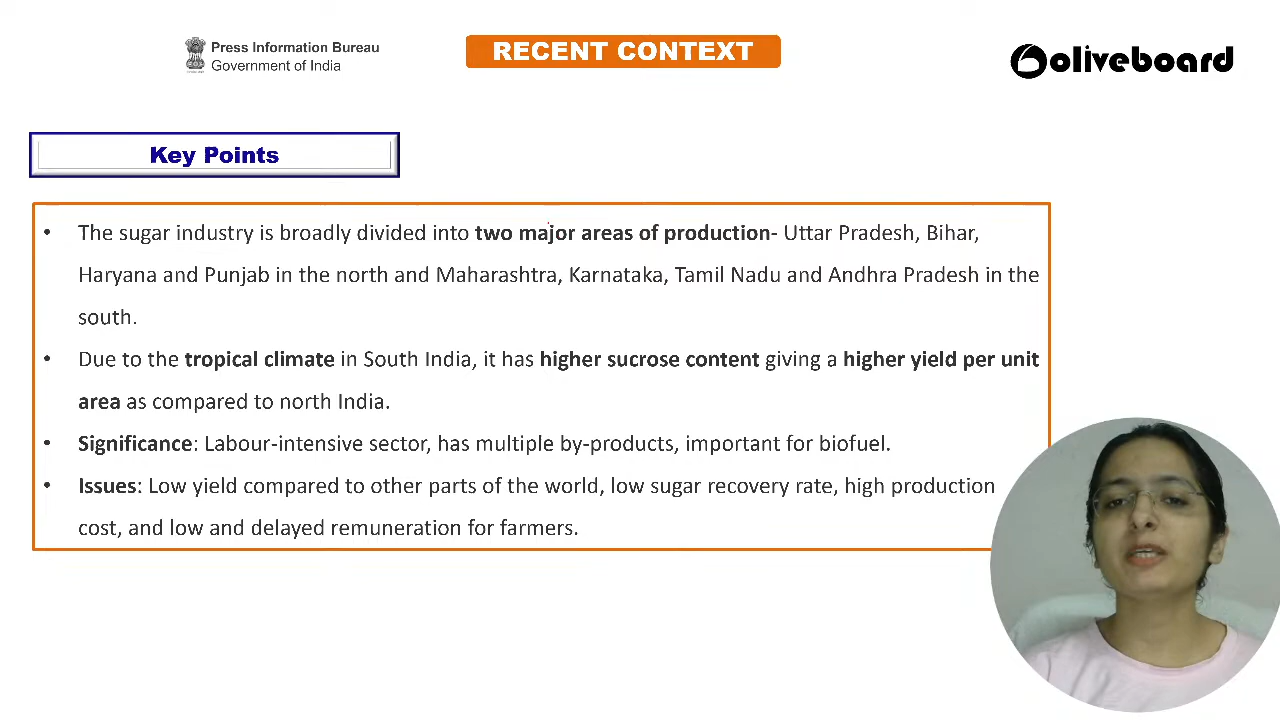 Press Information Bureau
Government of India
RECENT CONTEXT
oliveboard
Key Points
• The sugar industry is broadly divided into two major areas of production- Uttar Pradesh, Bihar,
Haryana and Punjab in the north and Maharashtra, Karnataka, Tamil Nadu and Andhra Pradesh in the
south.
• Due to the tropical climate in South India, it has higher sucrose content giving a higher yield per unit
area as compared to north India.
• Significance: Labour-intensive sector, has multiple by-products, important for biofuel.
• Issues: Low yield compared to other parts of the world, low sugar recovery rate, high production
cost, and low and delayed remuneration for farmers.